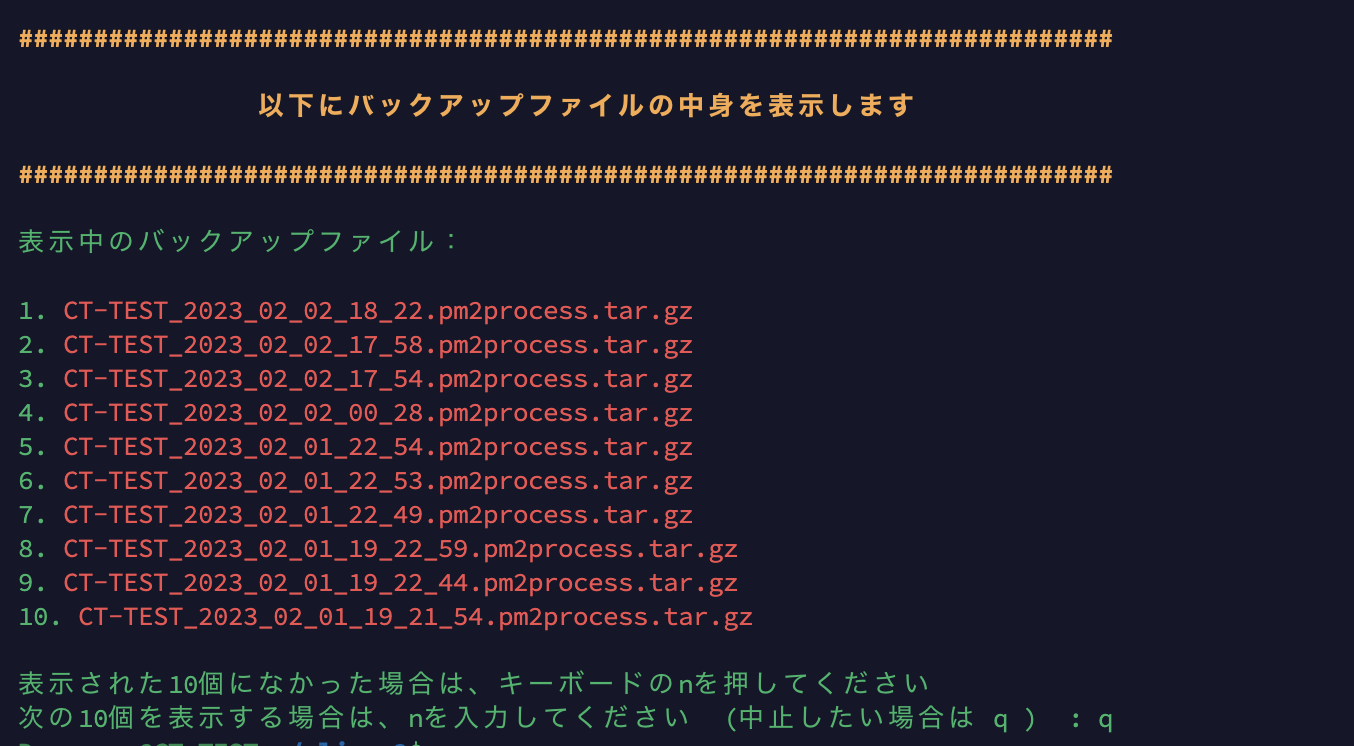 #########################################################################
以下にバックアップファイルの中身を表示します
#########################################################################
表示中のバックアップファイル：
1. CT-TEST_2023_02_02_18_22.pm2process.tar.gz
2. CT-TEST_2023_02_02_17_58.pm2process.tar.gz
3. CT-TEST_2023_02_02_17_54.pm2process.tar.gz
4. CT-TEST_2023_02_02_00_28.pm2process.tar.gz
5. CT-TEST_2023_02_01_22_54.pm2process.tar.gz
6. CT-TEST_2023_02_01_22_53.pm2process.tar.gz
7. CT-TEST_2023_02_01_22_49.pm2process.tar.gz
8. CT-TEST_2023_02_01_19_22_59.pm2process.tar.gz
9. CT-TEST_2023_02_01_19_22_44.pm2process.tar.gz
10. CT-TEST_2023_02_01_19_21_54.pm2process.tar.gz
表示された10個になかった場合は、キーボードのnを押してください
次の10個を表示する場合は、nを入力してください （中止したい場合は q ） : q